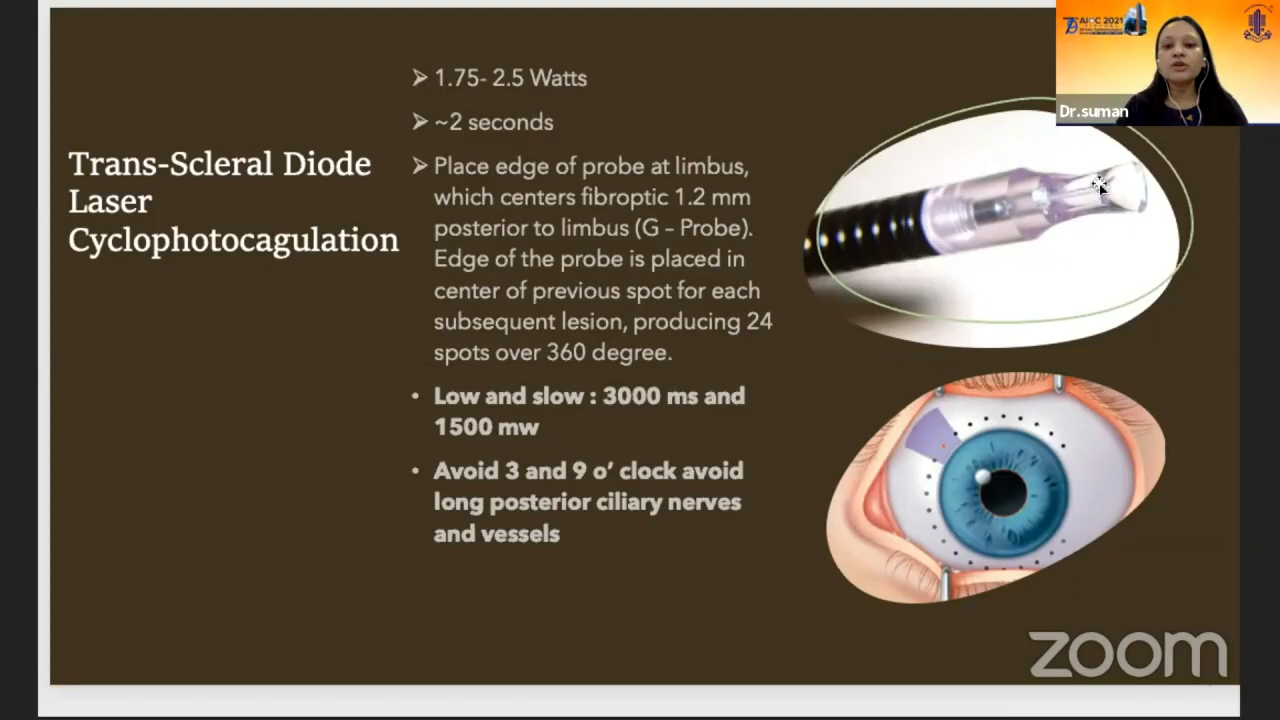 Trans-Scleral Diode
Laser
Cyclophotocagulation
1.75- 2.5 Watts
~2 seconds
Place edge of probe at limbus,
which centers fibroptic 1.2 mm
posterior to limbus (G – Probe).
Edge of the probe is placed in
center of previous spot for each
subsequent lesion, producing 24
spots over 360 degree.
Low and slow : 3000 ms and
1500 mw
Avoid 3 and 9 o’ clock avoid
long posterior ciliary nerves
and vessels
AIOC 2021
Dr.suman
zoom